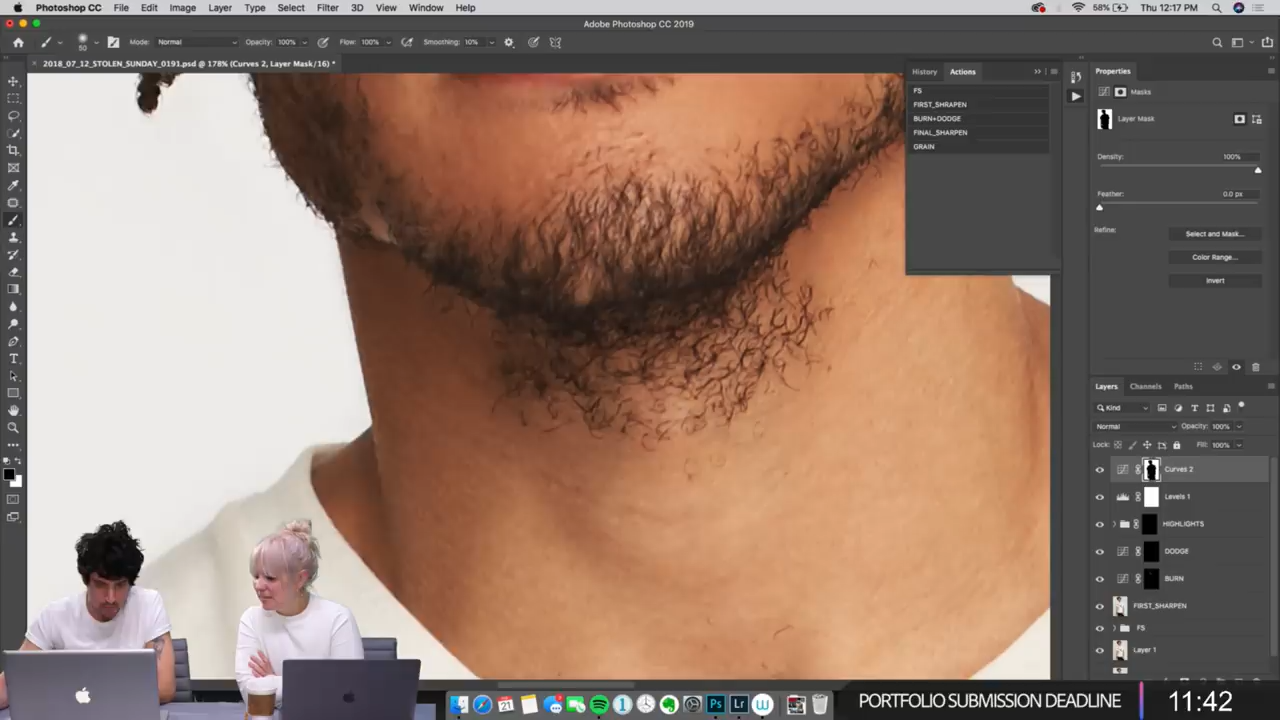 Photoshop CC File Edit Image Layer Type Select Filter 3D View Window Help 58% Thu 12:17 PM
Adobe Photoshop CC 2019
50 Mode: Normal Opacity: 100% Flow: 100% Smoothing: 10%
2018_07_12_STOLEN_SUNDAY_0191.psd @ 178% (Curves 2, Layer Mask/16) *
History Actions
FS
FIRST_SHRAPEN
BURN+DODGE
FINAL_SHARPEN
GRAIN
Properties
Masks
Layer Mask
Density: 100%
Feather: 0.0 px
Refine: Select and Mask...
Color Range...
Invert
Layers Channels Paths
Kind
Normal Opacity: 100%
Lock: Fill: 100%
Curves 2
Levels 1
HIGHLIGHTS
DODGE
BURN
FIRST_SHARPEN
FS
Layer 1
Ps Lr
PORTFOLIO SUBMISSION DEADLINE 11:42